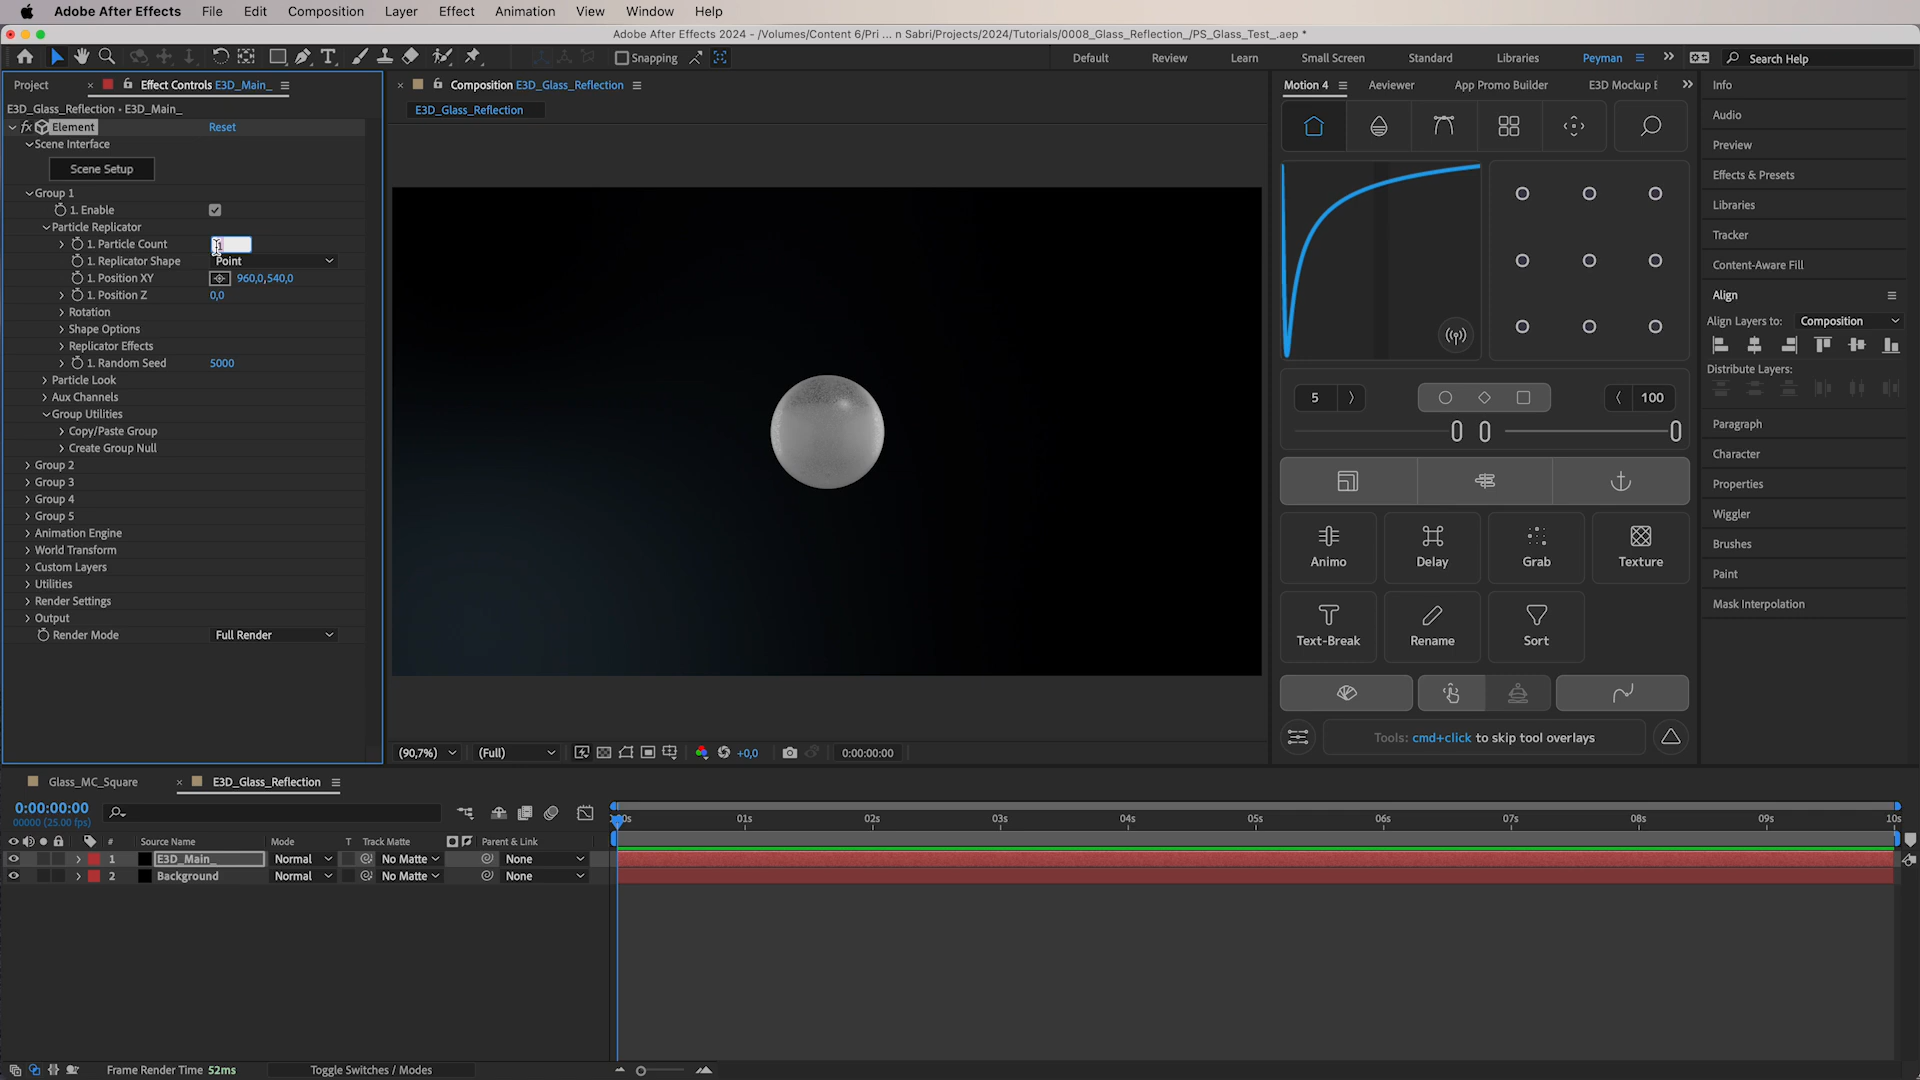 Adobe After Effects File Edit Composition Layer Effect Animation View Window Help
Adobe After Effects 2024 - /Volumes/Content 6/Pri ... n Sabri/Projects/2024/Tutorials/0008_Glass_Reflection_/PS_Glass_Test_.aep *
Snapping Default Review Learn Small Screen Standard Libraries Peyman Search Help
Project
Effect Controls E3D_Main_
Composition E3D_Glass_Reflection
Motion 4 Aeviewer App Promo Builder E3D Mockup E
E3D_Glass_Reflection • E3D_Main_
E3D_Glass_Reflection
fx Element Reset
Scene Interface
Scene Setup
Group 1
1. Enable
Particle Replicator
1. Particle Count 1
1. Replicator Shape Point
1. Position XY 960,0,540,0
1. Position Z 0,0
Rotation
Shape Options
Replicator Effects
1. Random Seed 5000
Particle Look
Aux Channels
Group Utilities
Copy/Paste Group
Create Group Null
Group 2
Group 3
Group 4
Group 5
Animation Engine
World Transform
Custom Layers
Utilities
Render Settings
Output
Render Mode Full Render
(90,7%) (Full) +0,0 0:00:00:00
5 100
Animo Delay Grab Texture
Text-Break Rename Sort
Tools: cmd+click to skip tool overlays
Info
Audio
Preview
Effects & Presets
Libraries
Tracker
Content-Aware Fill
Align
Align Layers to: Composition
Distribute Layers:
Paragraph
Character
Properties
Wiggler
Brushes
Paint
Mask Interpolation
Glass_MC_Square
E3D_Glass_Reflection
0:00:00:00
00000 (25.00 fps)
00s 01s 02s 03s 04s 05s 06s 07s 08s 09s 10s
# Source Name Mode T Track Matte Parent & Link
1 E3D_Main_ Normal No Matte None
2 Background Normal No Matte None
Frame Render Time 52ms Toggle Switches / Modes